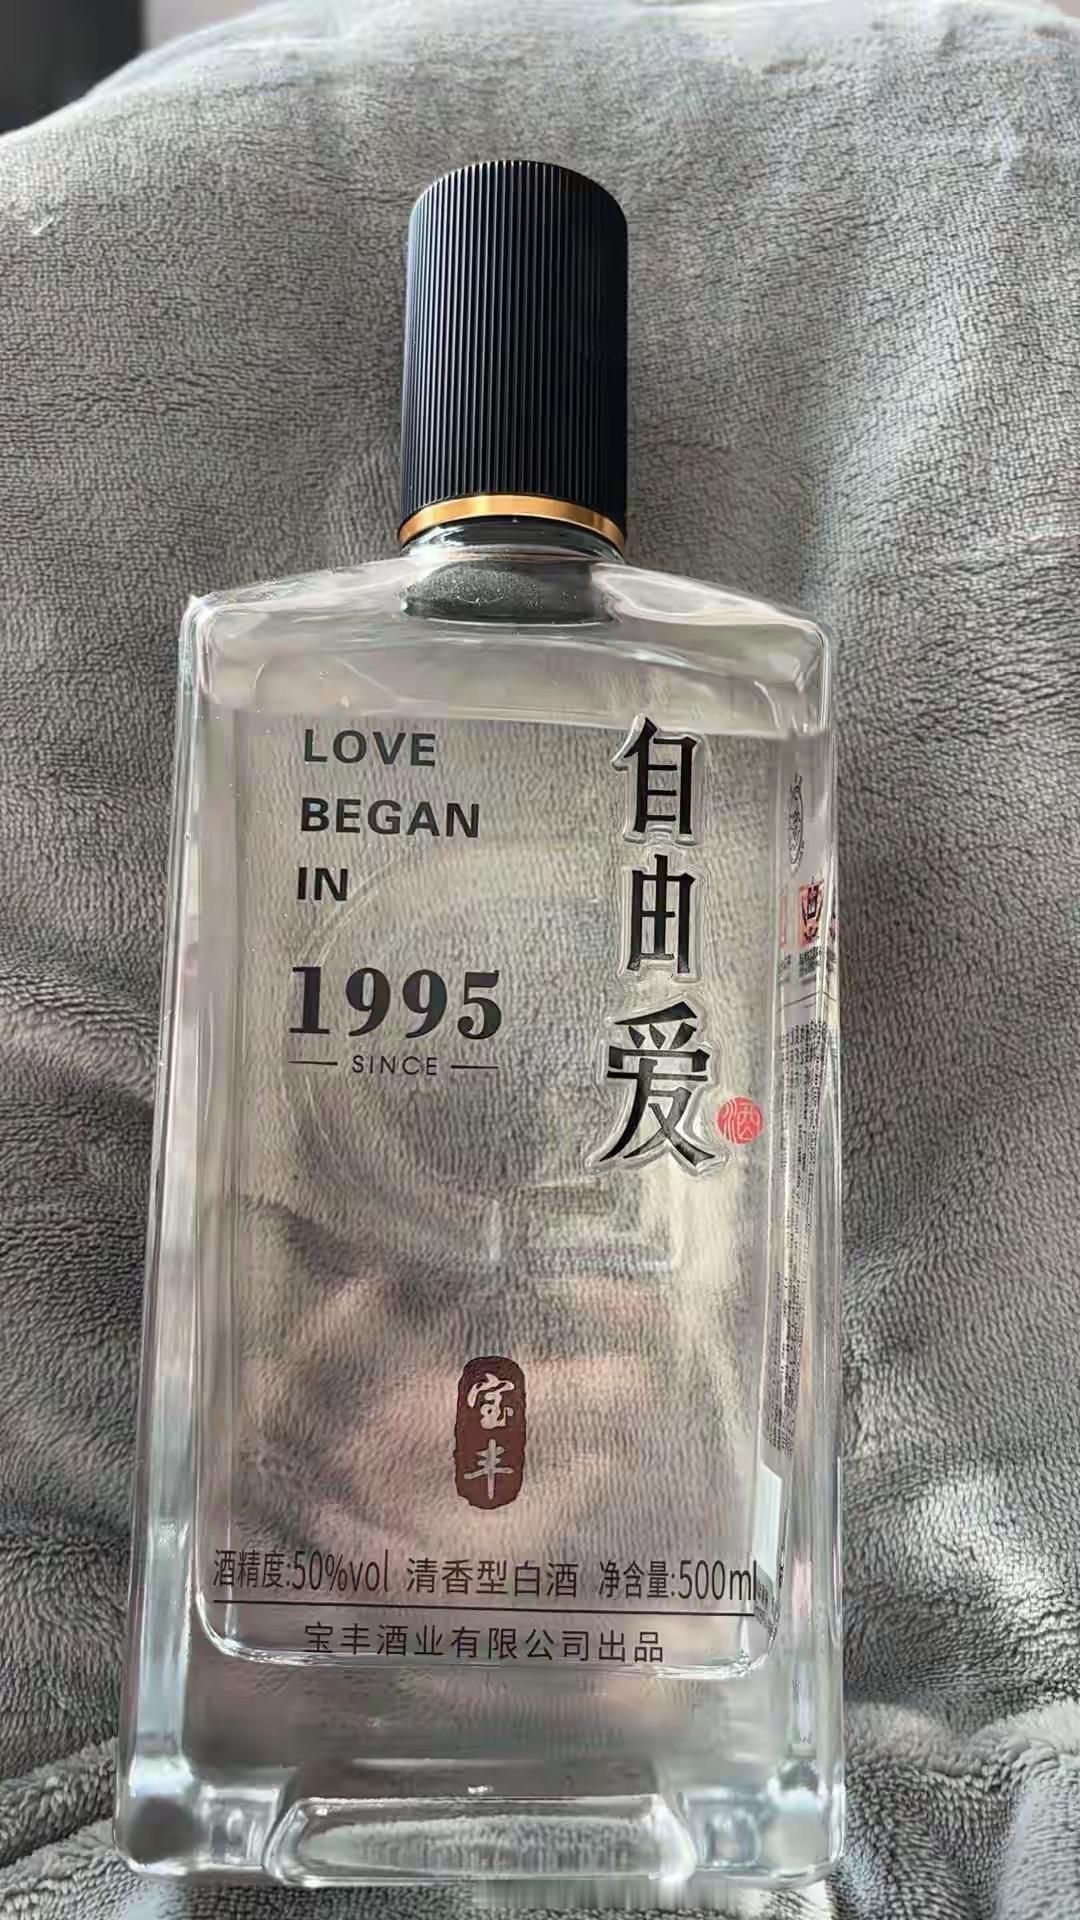 LOVE
BEGAN
IN
1995
SINCE
自由爱
酒
宝丰
酒精度:50%vol 清香型白酒 净含量:500ml
宝丰酒业有限公司出品